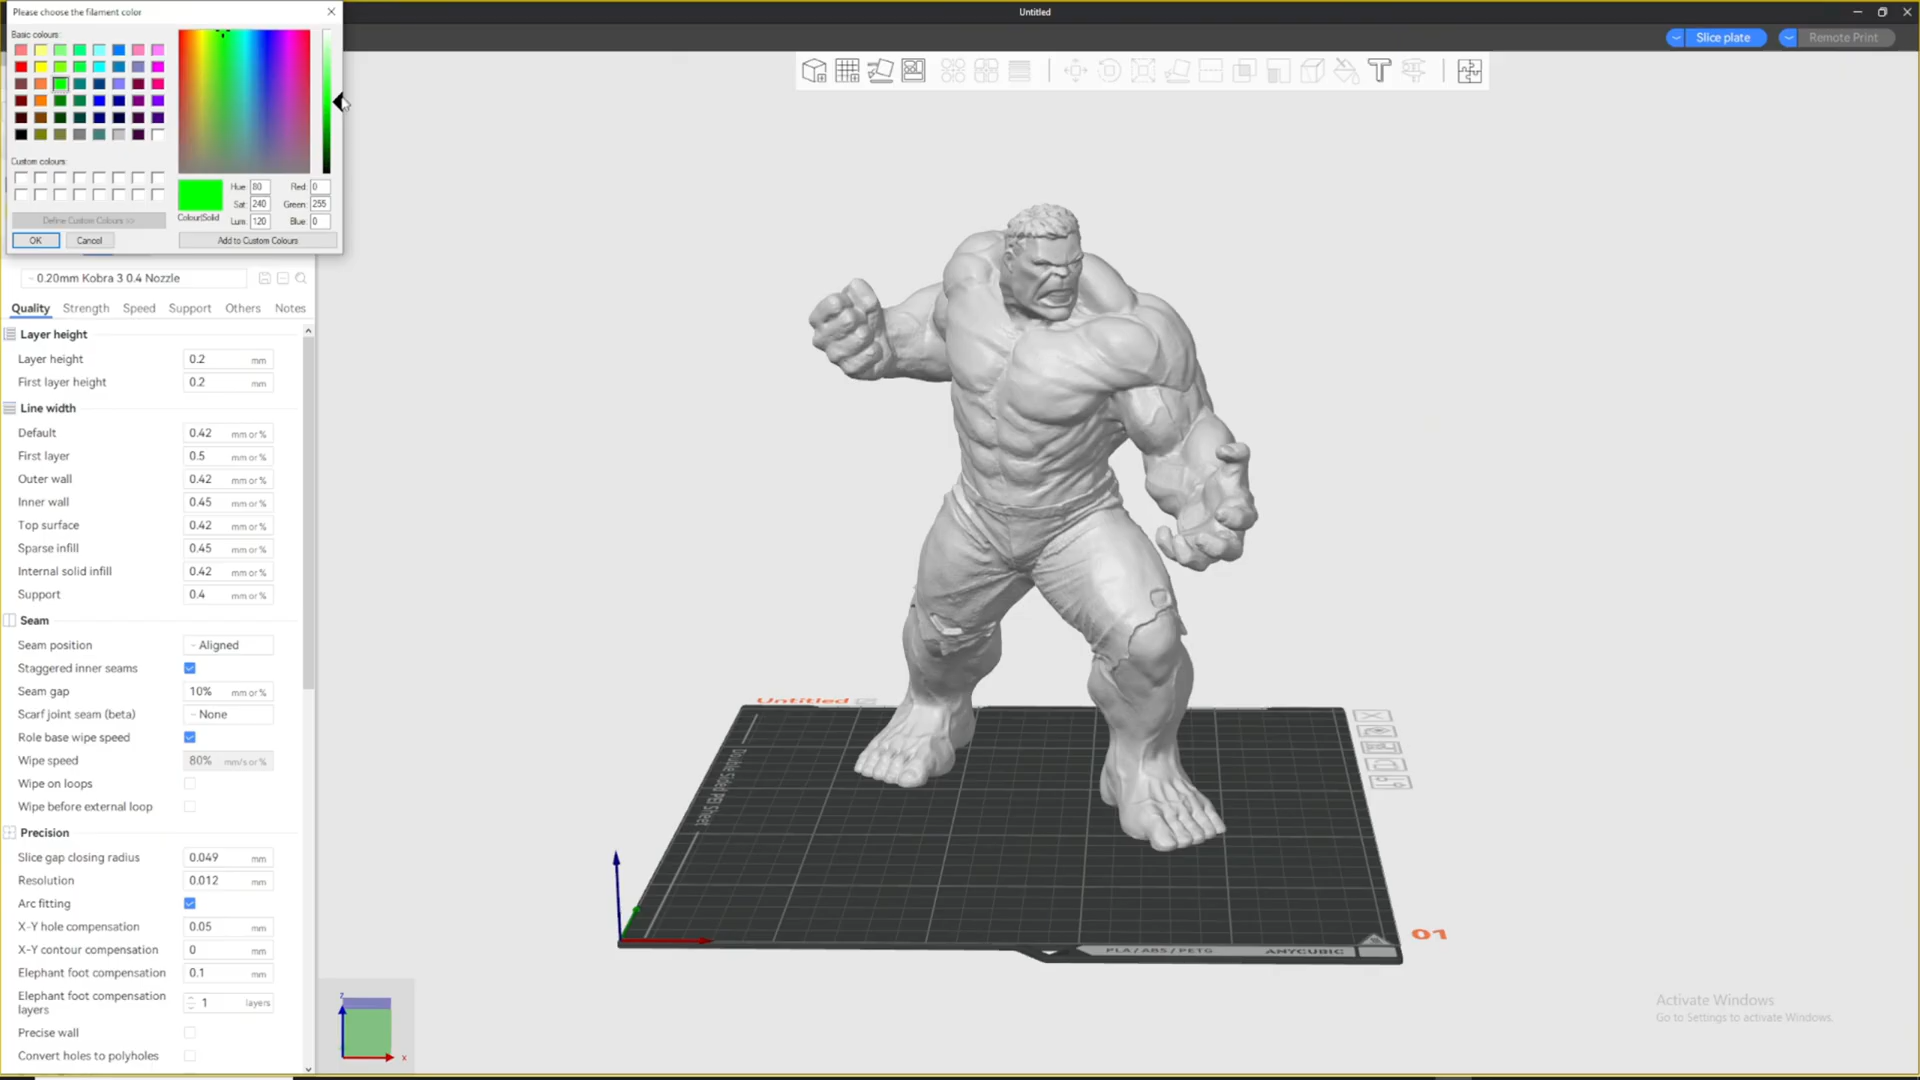 Please choose the filament color
Untitled
Slice plate
Remote Print
Basic colours:
Custom colours:
Hue: 80
Red: 0
Sat: 240
Green: 255
Colour|Solid
Lum: 120
Blue: 0
Define Custom Colours >>
OK
Cancel
Add to Custom Colours
0.20mm Kobra 3 0.4 Nozzle
Quality
Strength
Speed
Support
Others
Notes
Layer height
Layer height 0.2 mm
First layer height 0.2 mm
Line width
Default 0.42 mm or %
First layer 0.5 mm or %
Outer wall 0.42 mm or %
Inner wall 0.45 mm or %
Top surface 0.42 mm or %
Sparse infill 0.45 mm or %
Internal solid infill 0.42 mm or %
Support 0.4 mm or %
Seam
Seam position Aligned
Staggered inner seams
Seam gap 10% mm or %
Scarf joint seam (beta) None
Role base wipe speed
Wipe speed 80% mm/s or %
Wipe on loops
Wipe before external loop
Precision
Slice gap closing radius 0.049 mm
Resolution 0.012 mm
Arc fitting
X-Y hole compensation 0.05 mm
X-Y contour compensation 0 mm
Elephant foot compensation 0.1 mm
Elephant foot compensation
layers 1 layers
Precise wall
Convert holes to polyholes
Untitled
Double Sided PEI Sheet
PLA / ABS / PETG
ANYCUBIC
01
z
x
Activate Windows
Go to Settings to activate Windows.